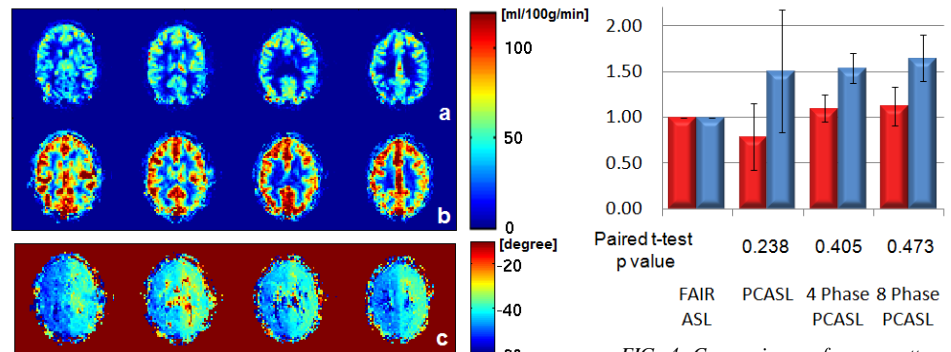 [ml/100g/min]
100
50
0
a
b
[degree]
-20
-40
c
2.00
1.50
1.00
0.50
0.00
Paired t-test
p value
0.238 0.405 0.473
FAIR ASL
PCASL
4 Phase PCASL
8 Phase PCASL